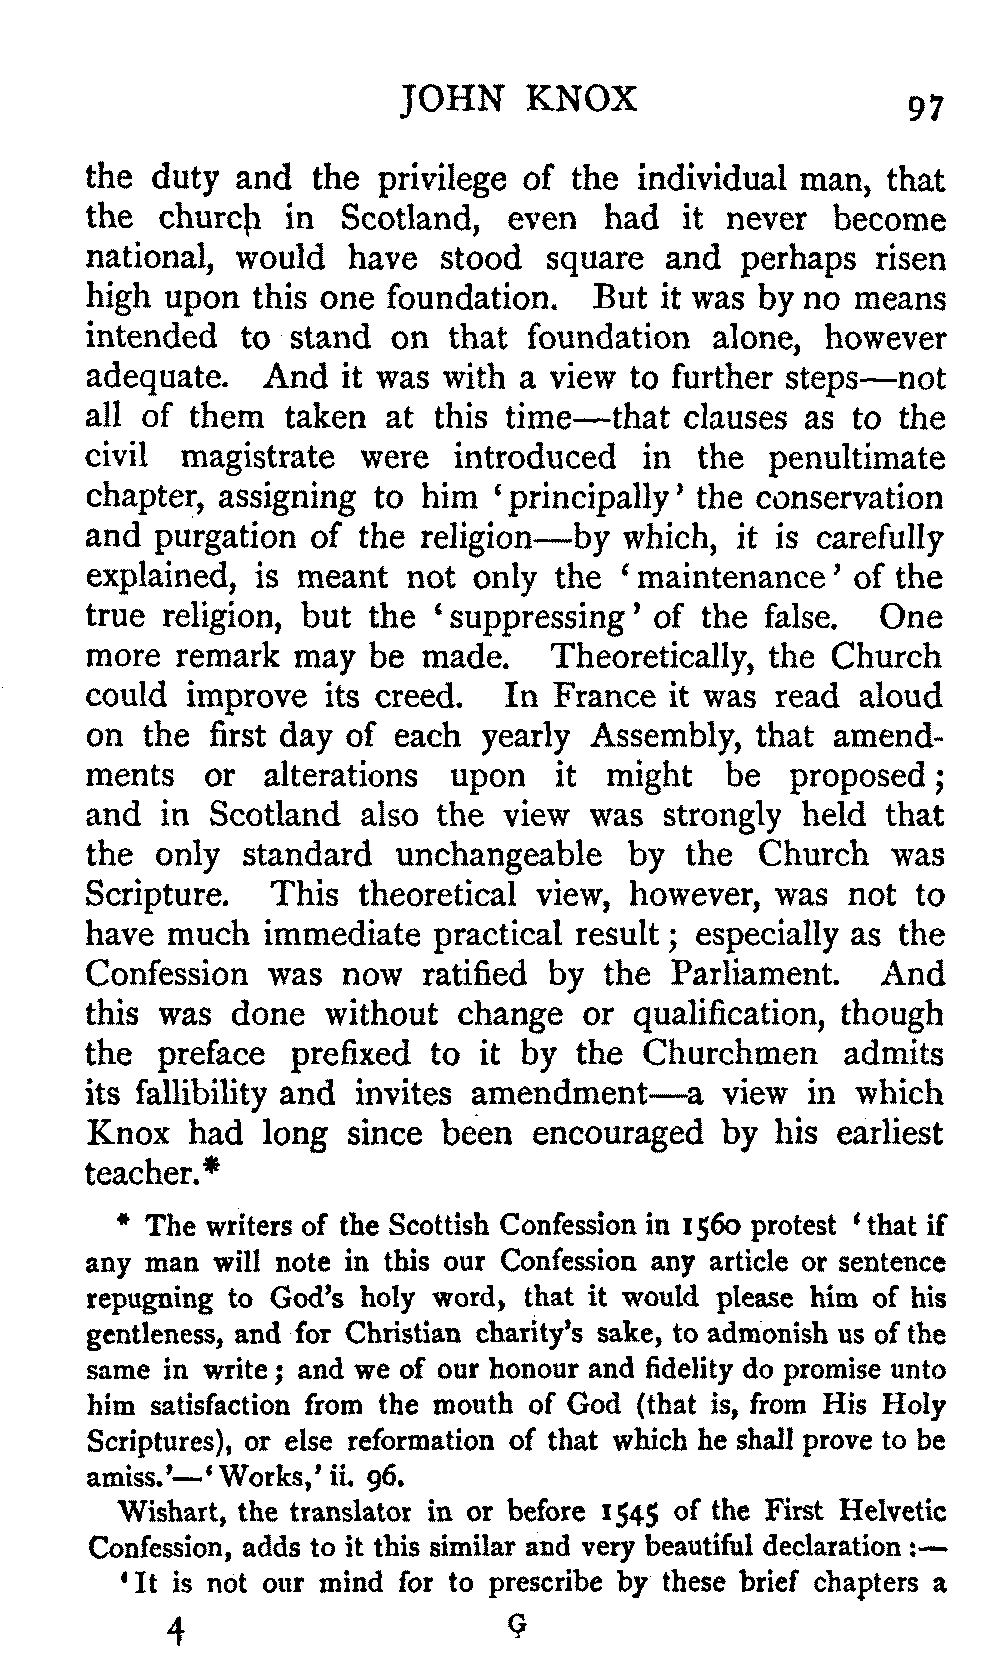 JOHN KNOX 97
the duty and the privilege of the individual man, that
the church in Scotland, even had it never become
national, would have stood square and perhaps risen
high upon this one foundation. But it was by no means
intended to stand on that foundation alone, however
adequate. And it was with a view to further steps—not
all of them taken at this time—that clauses as to the
civil magistrate were introduced in the penultimate
chapter, assigning to him ‘principally’ the conservation
and purgation of the religion—by which, it is carefully
explained, is meant not only the ‘maintenance’ of the
true religion, but the ‘suppressing’ of the false. One
more remark may be made. Theoretically, the Church
could improve its creed. In France it was read aloud
on the first day of each yearly Assembly, that amend-
ments or alterations upon it might be proposed;
and in Scotland also the view was strongly held that
the only standard unchangeable by the Church was
Scripture. This theoretical view, however, was not to
have much immediate practical result; especially as the
Confession was now ratified by the Parliament. And
this was done without change or qualification, though
the preface prefixed to it by the Churchmen admits
its fallibility and invites amendment—a view in which
Knox had long since been encouraged by his earliest
teacher.*
* The writers of the Scottish Confession in 1560 protest ‘that if
any man will note in this our Confession any article or sentence
repugning to God’s holy word, that it would please him of his
gentleness, and for Christian charity’s sake, to admonish us of the
same in write; and we of our honour and fidelity do promise unto
him satisfaction from the mouth of God (that is, from His Holy
Scriptures), or else reformation of that which he shall prove to be
amiss.’—‘Works,’ ii. 96.
Wishart, the translator in or before 1545 of the First Helvetic
Confession, adds to it this similar and very beautiful declaration:—
‘It is not our mind for to prescribe by these brief chapters a
4 G